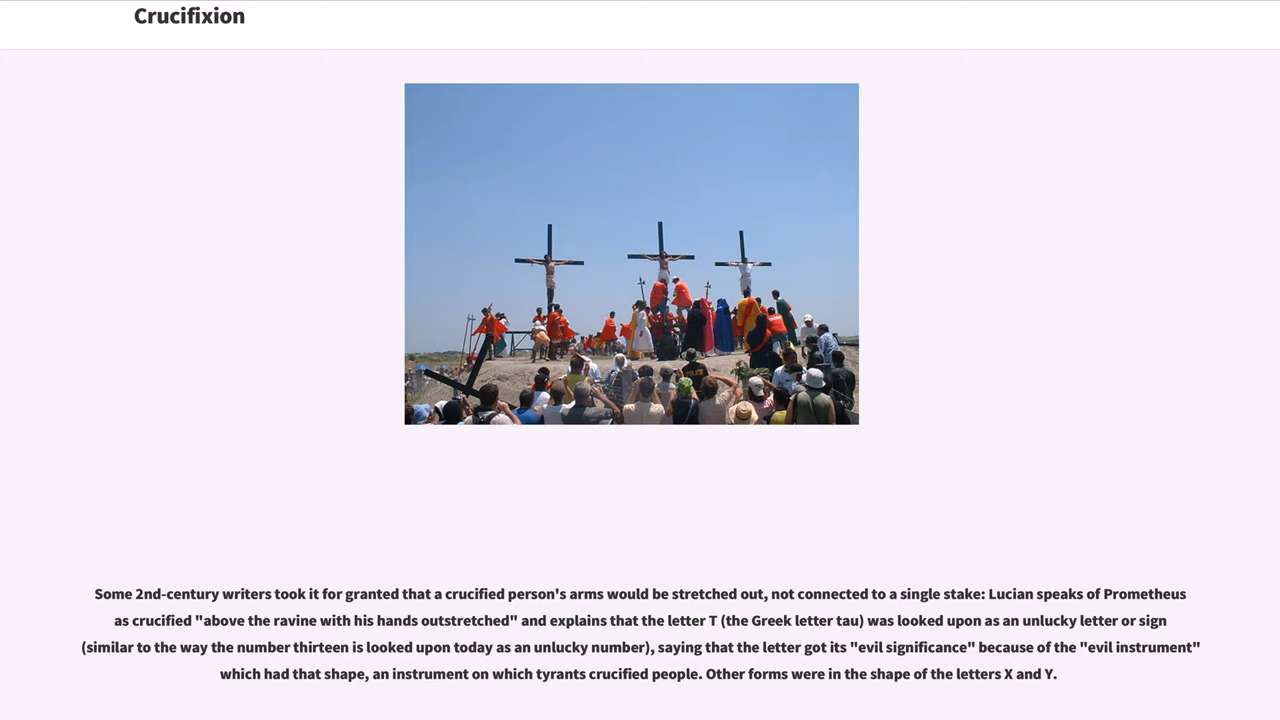 Crucifixion
POLICE
Some 2nd-century writers took it for granted that a crucified person's arms would be stretched out, not connected to a single stake: Lucian speaks of Prometheus
as crucified "above the ravine with his hands outstretched" and explains that the letter T (the Greek letter tau) was looked upon as an unlucky letter or sign
(similar to the way the number thirteen is looked upon today as an unlucky number), saying that the letter got its "evil significance" because of the "evil instrument"
which had that shape, an instrument on which tyrants crucified people. Other forms were in the shape of the letters X and Y.